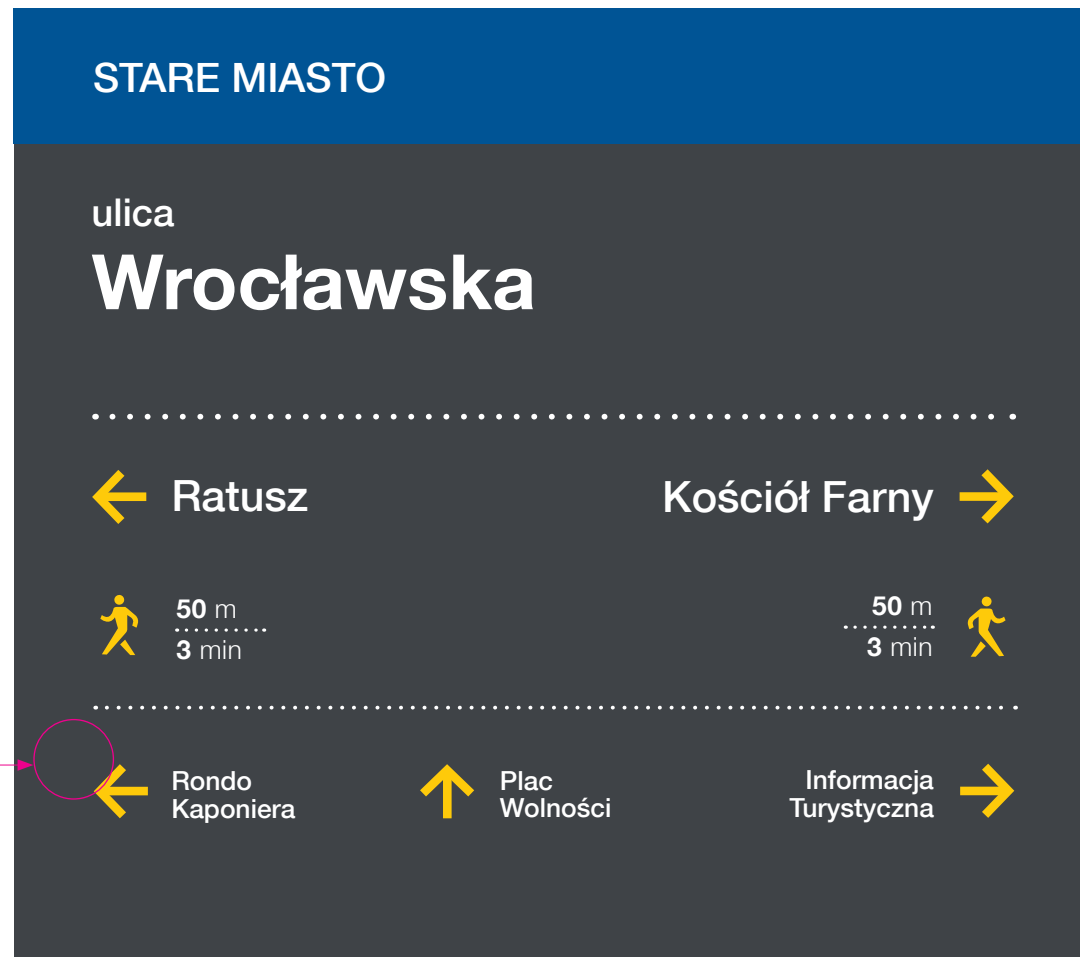 STARE MIASTO
ulica
Wrocławska
Ratusz
Kościół Farny
50 m
3 min
50 m
3 min
Rondo
Kaponiera
Plac
Wolności
Informacja
Turystyczna